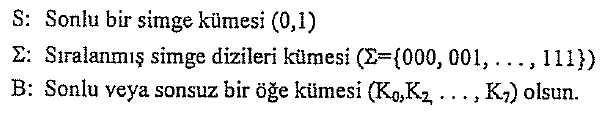 S: Sonlu bir simge kümesi (0,1)
Σ: Sıralanmış simge dizileri kümesi (Σ={000, 001, . . . , 111})
B: Sonlu veya sonsuz bir öğe kümesi (K₀,K₂, . . . , K₇) olsun.